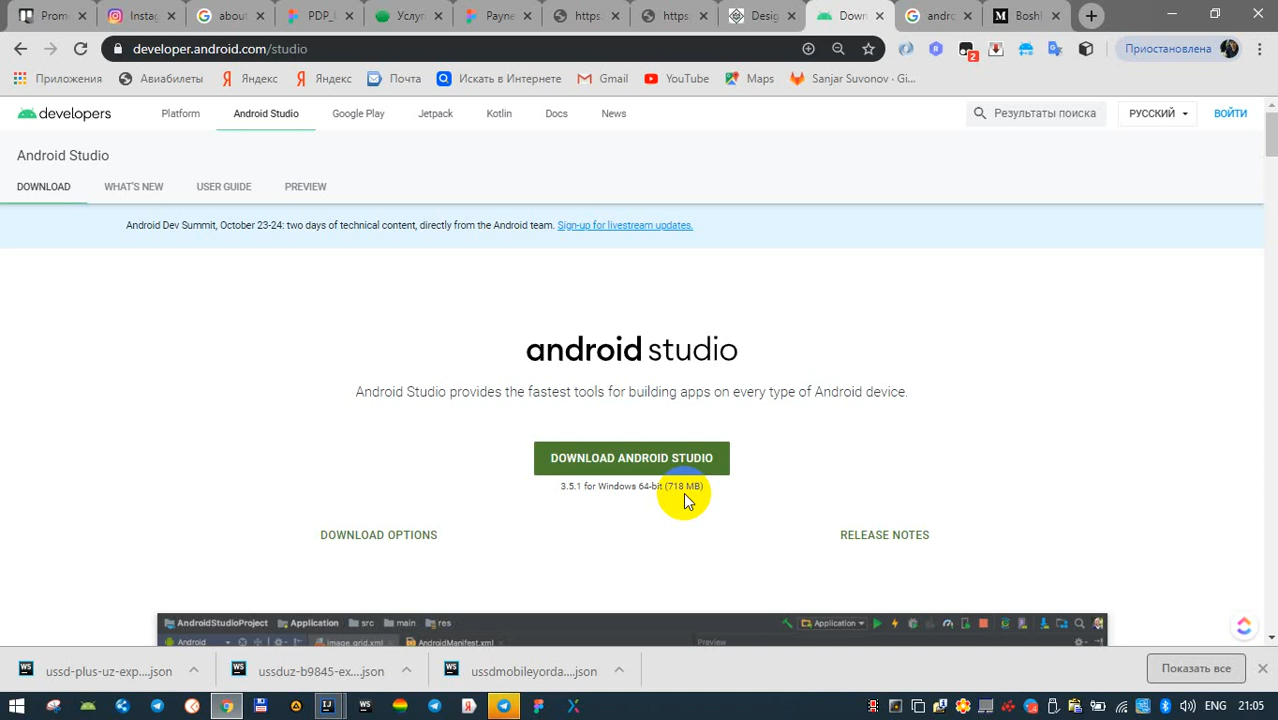 Prom
Instag
about
PDP_
Услуг
Payme
https:
https:
Desig
Down
andro
Boshl
developer.android.com/studio
2
Приостановлена
Приложения
Авиабилеты
Яндекс
Яндекс
Почта
Искать в Интернете
Gmail
YouTube
Maps
Sanjar Suvonov · Gi...
developers
Platform
Android Studio
Google Play
Jetpack
Kotlin
Docs
News
Результаты поиска
РУССКИЙ
ВОЙТИ
Android Studio
DOWNLOAD
WHAT'S NEW
USER GUIDE
PREVIEW
Android Dev Summit, October 23-24: two days of technical content, directly from the Android team. Sign-up for livestream updates.
android studio
Android Studio provides the fastest tools for building apps on every type of Android device.
DOWNLOAD ANDROID STUDIO
3.5.1 for Windows 64-bit (718 MB)
DOWNLOAD OPTIONS
RELEASE NOTES
AndroidStudioProject
Application
src
main
res
Application
Android
image_grid.xml
AndroidManifest.xml
Preview
ussd-plus-uz-exp....json
ussduz-b9845-ex....json
ussdmobileyorda....json
Показать все
ENG
21:05